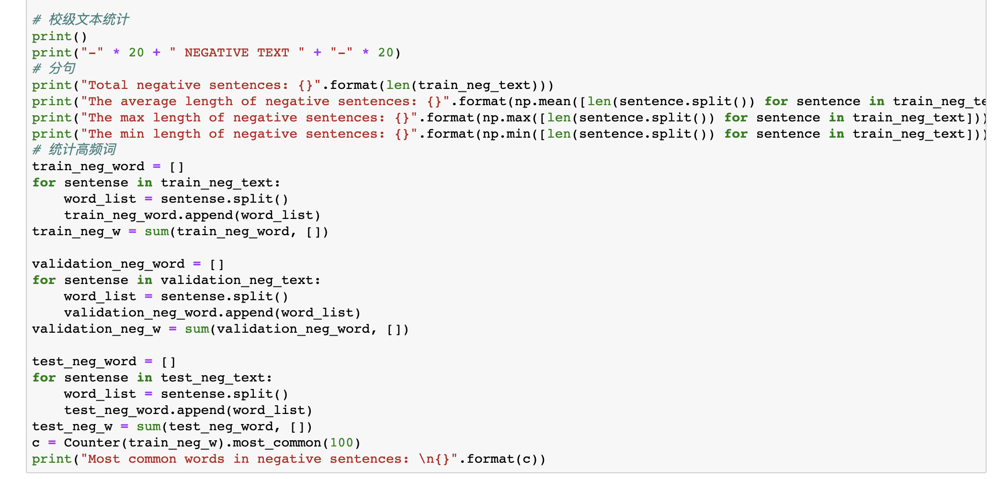 # 校级文本统计
print()
print("-" * 20 + " NEGATIVE TEXT " + "-" * 20)
# 分句
print("Total negative sentences: {}".format(len(train_neg_text)))
print("The average length of negative sentences: {}".format(np.mean([len(sentence.split()) for sentence in train_neg_te
print("The max length of negative sentences: {}".format(np.max([len(sentence.split()) for sentence in train_neg_text]))
print("The min length of negative sentences: {}".format(np.min([len(sentence.split()) for sentence in train_neg_text]))
# 统计高频词
train_neg_word = []
for sentense in train_neg_text:
    word_list = sentense.split()
    train_neg_word.append(word_list)
train_neg_w = sum(train_neg_word, [])

validation_neg_word = []
for sentense in validation_neg_text:
    word_list = sentense.split()
    validation_neg_word.append(word_list)
validation_neg_w = sum(validation_neg_word, [])

test_neg_word = []
for sentense in test_neg_text:
    word_list = sentense.split()
    test_neg_word.append(word_list)
test_neg_w = sum(test_neg_word, [])
c = Counter(train_neg_w).most_common(100)
print("Most common words in negative sentences: \n{}".format(c))